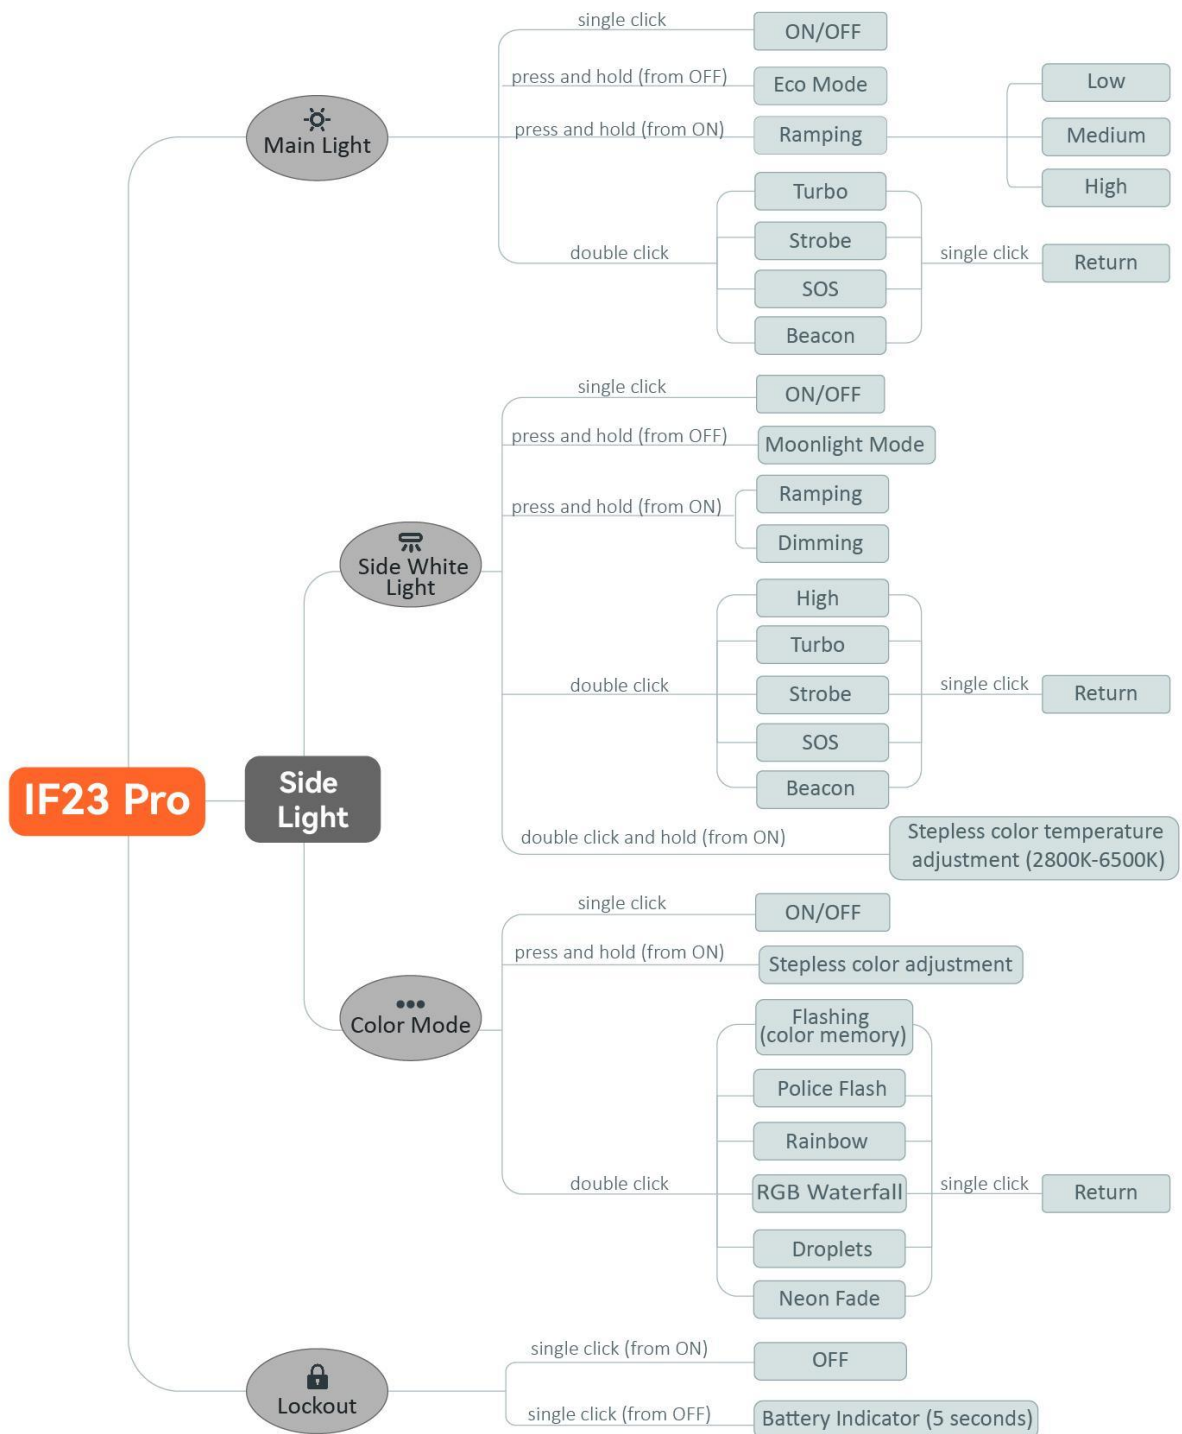 single click
ON/OFF
press and hold (from OFF)
Eco Mode
Low
Main Light
press and hold (from ON)
Ramping
Medium
High
Turbo
Strobe
double click
single click
Return
SOS
Beacon
single click
ON/OFF
press and hold (from OFF)
Moonlight Mode
press and hold (from ON)
Ramping
Dimming
Side White
Light
High
Turbo
double click
Strobe
single click
Return
SOS
Beacon
IF23 Pro
Side
Light
double click and hold (from ON)
Stepless color temperature
adjustment (2800K-6500K)
single click
ON/OFF
press and hold (from ON)
Stepless color adjustment
Color Mode
Flashing
(color memory)
Police Flash
Rainbow
double click
RGB Waterfall
single click
Return
Droplets
Neon Fade
single click (from ON)
OFF
Lockout
single click (from OFF)
Battery Indicator (5 seconds)